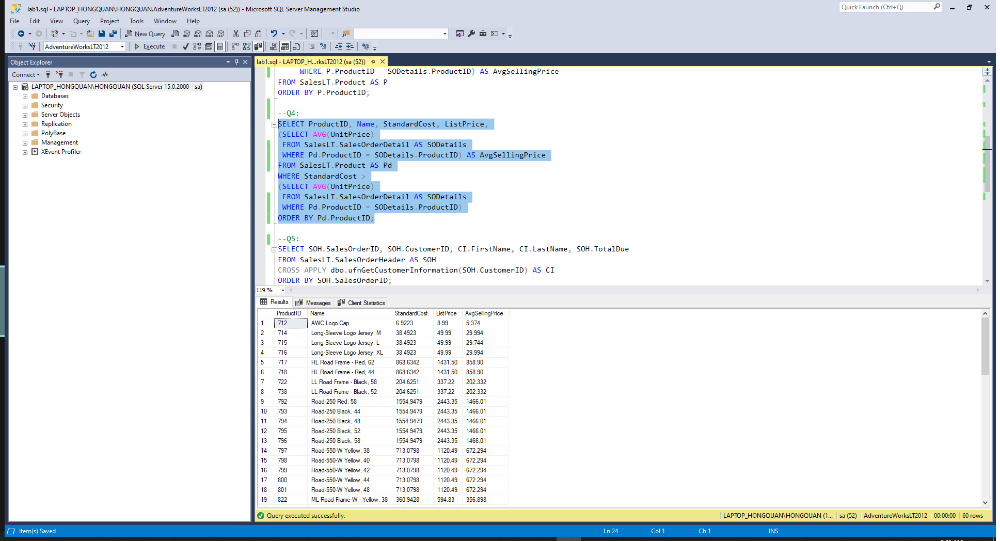 lab1.sql - LAPTOP_HONGQUAN\HONGQUAN.AdventureWorksLT2012 (sa (52)) - Microsoft SQL Server Management Studio
Quick Launch (Ctrl+Q)
File Edit View Query Project Tools Window Help
New Query
MDX DMX XMLA DAX
AdventureWorksLT2012 Execute
Object Explorer
Connect
LAPTOP_HONGQUAN\HONGQUAN (SQL Server 15.0.2000 - sa)
Databases
Security
Server Objects
Replication
PolyBase
Management
XEvent Profiler
lab1.sql - LAPTOP_H...rksLT2012 (sa (52))
WHERE P.ProductID = SODetails.ProductID) AS AvgSellingPrice
FROM SalesLT.Product AS P
ORDER BY P.ProductID;
--Q4:
SELECT ProductID, Name, StandardCost, ListPrice,
(SELECT AVG(UnitPrice)
FROM SalesLT.SalesOrderDetail AS SODetails
WHERE Pd.ProductID = SODetails.ProductID) AS AvgSellingPrice
FROM SalesLT.Product AS Pd
WHERE StandardCost >
(SELECT AVG(UnitPrice)
FROM SalesLT.SalesOrderDetail AS SODetails
WHERE Pd.ProductID = SODetails.ProductID)
ORDER BY Pd.ProductID;
--Q5:
SELECT SOH.SalesOrderID, SOH.CustomerID, CI.FirstName, CI.LastName, SOH.TotalDue
FROM SalesLT.SalesOrderHeader AS SOH
CROSS APPLY dbo.ufnGetCustomerInformation(SOH.CustomerID) AS CI
ORDER BY SOH.SalesOrderID;
119 %
Results Messages Client Statistics
ProductID Name StandardCost ListPrice AvgSellingPrice
1 712 AWC Logo Cap 6.9223 8.99 5.374
2 714 Long-Sleeve Logo Jersey, M 38.4923 49.99 29.994
3 715 Long-Sleeve Logo Jersey, L 38.4923 49.99 29.744
4 716 Long-Sleeve Logo Jersey, XL 38.4923 49.99 29.994
5 717 HL Road Frame - Red, 62 868.6342 1431.50 858.90
6 718 HL Road Frame - Red, 44 868.6342 1431.50 858.90
7 722 LL Road Frame - Black, 58 204.6251 337.22 202.332
8 738 LL Road Frame - Black, 52 204.6251 337.22 202.332
9 792 Road-250 Red, 58 1554.9479 2443.35 1466.01
10 793 Road-250 Black, 44 1554.9479 2443.35 1466.01
11 794 Road-250 Black, 48 1554.9479 2443.35 1466.01
12 795 Road-250 Black, 52 1554.9479 2443.35 1466.01
13 796 Road-250 Black, 58 1554.9479 2443.35 1466.01
14 797 Road-550-W Yellow, 38 713.0798 1120.49 672.294
15 798 Road-550-W Yellow, 40 713.0798 1120.49 672.294
16 799 Road-550-W Yellow, 42 713.0798 1120.49 672.294
17 800 Road-550-W Yellow, 44 713.0798 1120.49 672.294
18 801 Road-550-W Yellow, 48 713.0798 1120.49 672.294
19 822 ML Road Frame-W - Yellow, 38 360.9428 594.83 356.898
Query executed successfully. LAPTOP_HONGQUAN\HONGQUAN (1... sa (52) AdventureWorksLT2012 00:00:00 60 rows
Item(s) Saved Ln 24 Col 1 Ch 1 INS